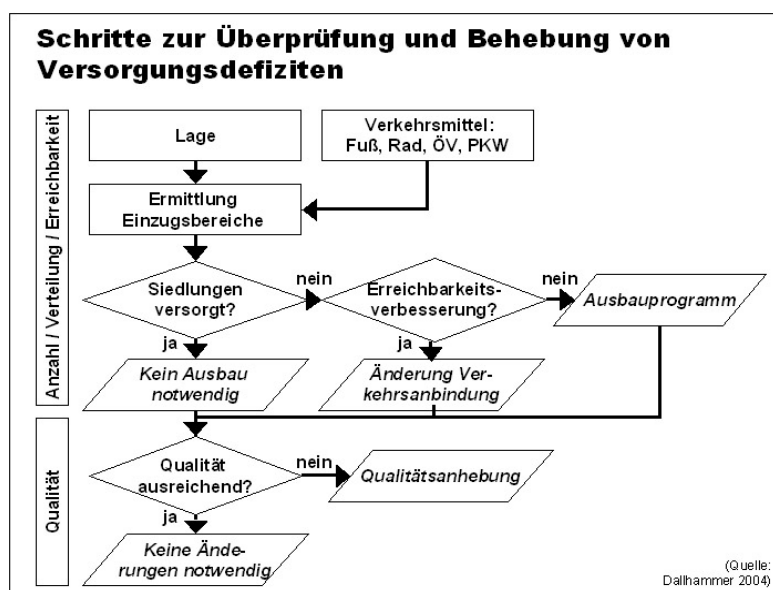 Schritte zur Überprüfung und Behebung von
Versorgungsdefiziten
Anzahl / Verteilung / Erreichbarkeit
Lage
Verkehrsmittel:
Fuß, Rad, ÖV, PKW
Ermittlung
Einzugsbereiche
Siedlungen
versorgt?
nein
Erreichbarkeits-
verbesserung?
nein
Ausbauprogramm
ja
ja
Kein Ausbau
notwendig
Änderung Ver-
kehrsanbindung
Qualität
Qualität
ausreichend?
nein
Qualitätsanhebung
ja
Keine Ände-
rungen notwendig
(Quelle:
Dallhammer 2004)